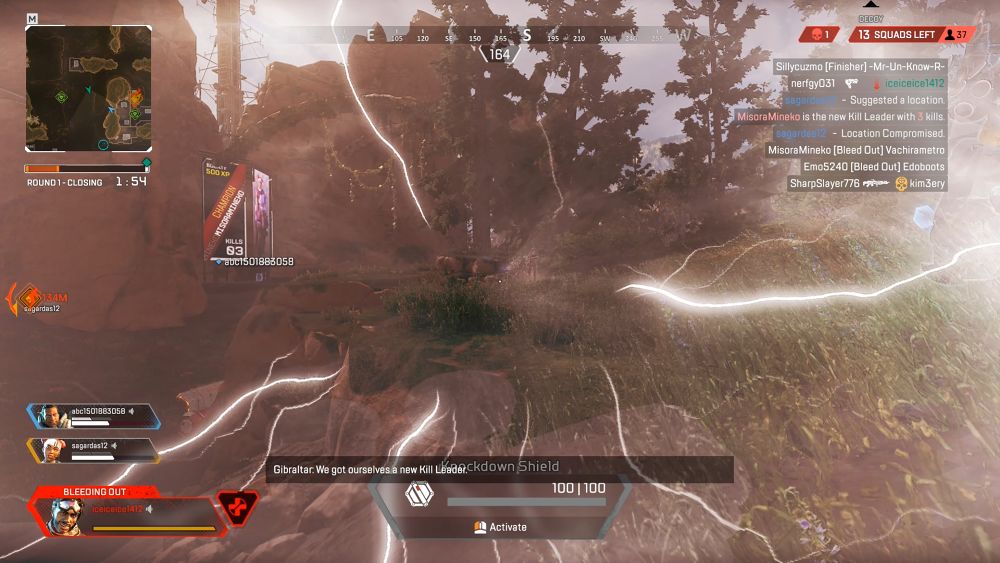 M
E
105
120
SE
150
165
S
195
210
SW
240
255
W
164
DECOY
1
13 SQUADS LEFT
37
Sillycuzmo [Finisher] -Mr-Un-Know-R-
nerfgy031 iceiceice1412
sagardas12 - Suggested a location.
MisoraMineko is the new Kill Leader with 3 kills.
sagardas12 - Location Compromised.
MisoraMineko [Bleed Out] Vachirametro
Emo5240 [Bleed Out] Edoboots
SharpSlayer776 kim3ery
ROUND 1 - CLOSING 1:54
500 XP
CHAMPION
MISORAMINEKO
KILLS
03
abc1501883058
134M
sagardas12
abc1501883058
sagardas12
BLEEDING OUT
iceiceice1412
Knockdown Shield
Gibraltar: We got ourselves a new Kill Leader.
100 | 100
Activate